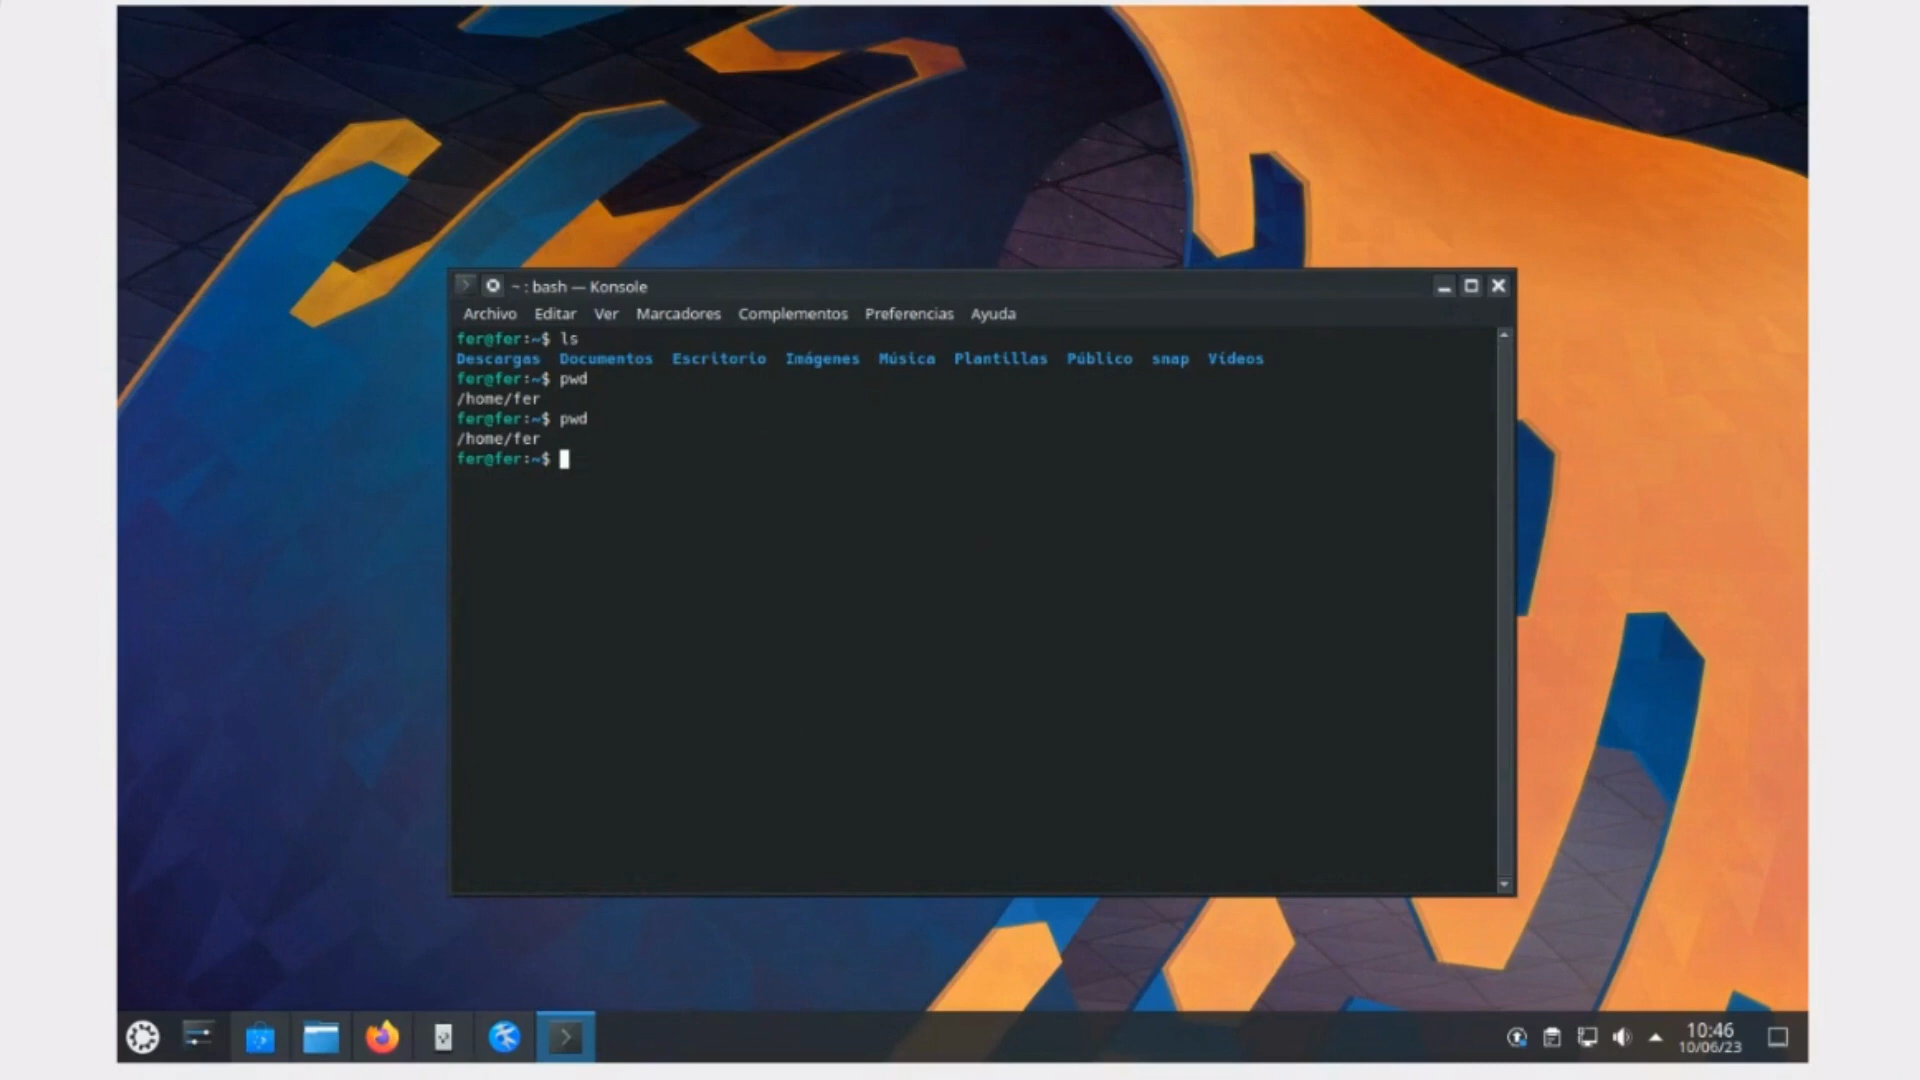 ~ : bash — Konsole
Archivo Editar Ver Marcadores Complementos Preferencias Ayuda
fer@fer:~$ ls
Descargas Documentos Escritorio Imágenes Música Plantillas Público snap Vídeos
fer@fer:~$ pwd
/home/fer
fer@fer:~$ pwd
/home/fer
fer@fer:~$
10:46
10/06/23